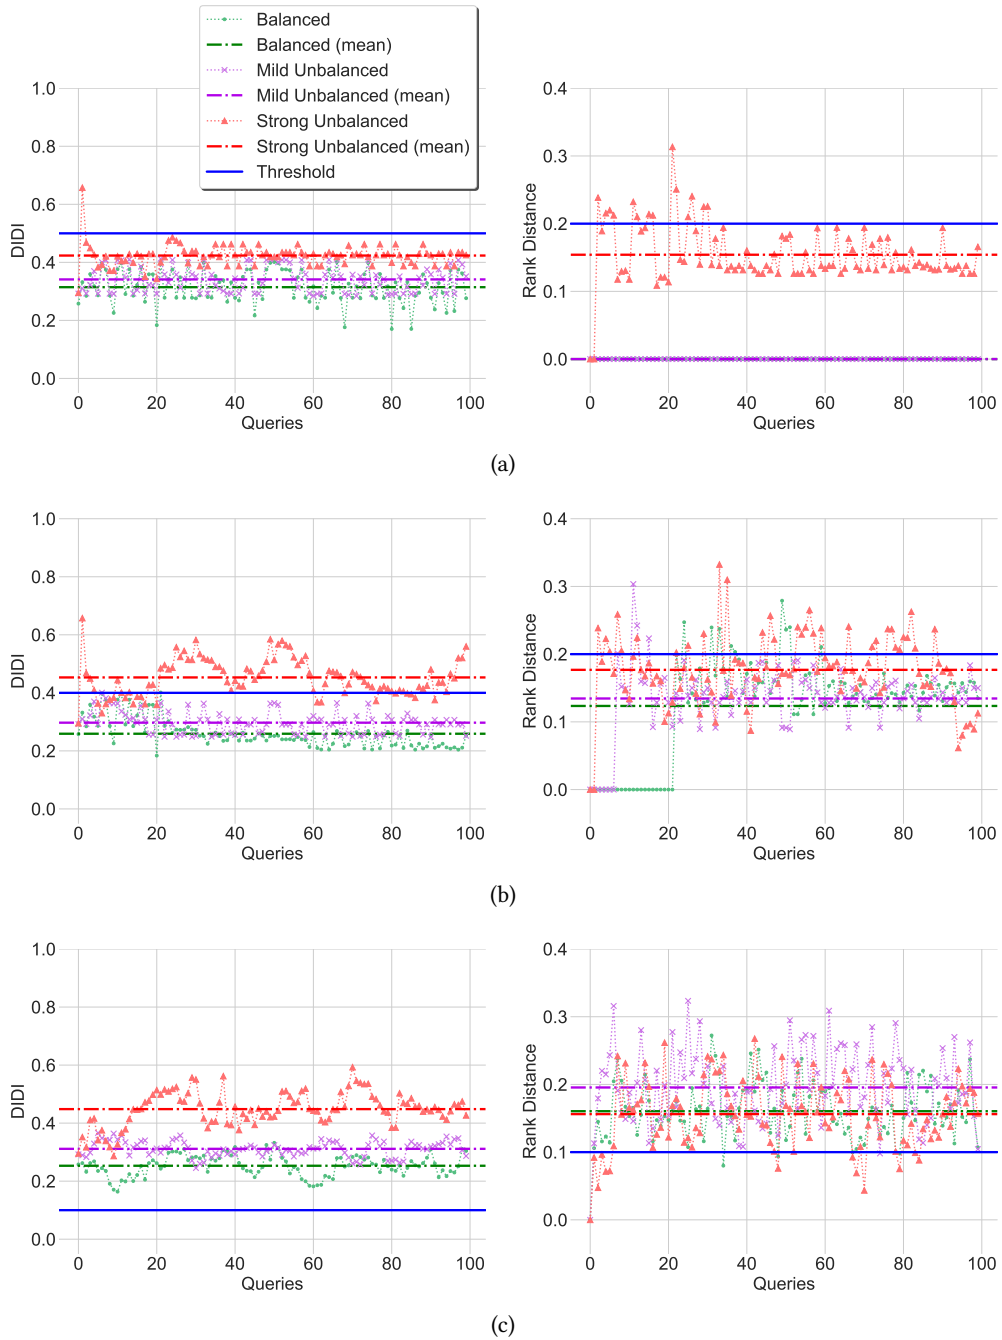 Balanced
Balanced (mean)
Mild Unbalanced
Mild Unbalanced (mean)
Strong Unbalanced
Strong Unbalanced (mean)
Threshold
1.0
0.8
0.6
0.4
0.2
0.0
DIDI
0 20 40 60 80 100
Queries
0.4
0.3
0.2
0.1
0.0
Rank Distance
0 20 40 60 80 100
Queries
(a)
1.0
0.8
0.6
0.4
0.2
0.0
DIDI
0 20 40 60 80 100
Queries
0.4
0.3
0.2
0.1
0.0
Rank Distance
0 20 40 60 80 100
Queries
(b)
1.0
0.8
0.6
0.4
0.2
0.0
DIDI
0 20 40 60 80 100
Queries
0.4
0.3
0.2
0.1
0.0
Rank Distance
0 20 40 60 80 100
Queries
(c)